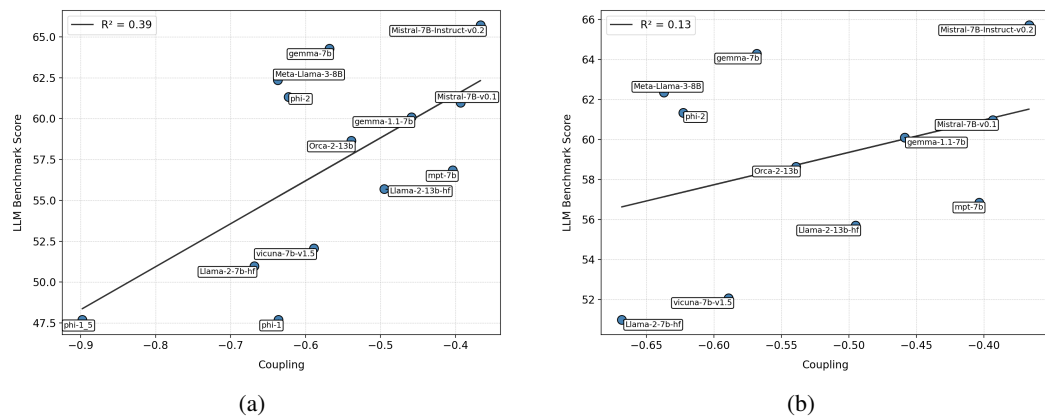 R² = 0.39
Mistral-7B-Instruct-v0.2
gemma-7b
Meta-Llama-3-8B
phi-2
Mistral-7B-v0.1
gemma-1.1-7b
Orca-2-13b
mpt-7b
Llama-2-13b-hf
vicuna-7b-v1.5
Llama-2-7b-hf
phi-1_5
phi-1
65.0
62.5
60.0
57.5
55.0
52.5
50.0
47.5
LLM Benchmark Score
−0.9 −0.8 −0.7 −0.6 −0.5 −0.4
Coupling
(a)
R² = 0.13
Mistral-7B-Instruct-v0.2
gemma-7b
Meta-Llama-3-8B
phi-2
Mistral-7B-v0.1
gemma-1.1-7b
Orca-2-13b
mpt-7b
Llama-2-13b-hf
vicuna-7b-v1.5
Llama-2-7b-hf
66
64
62
60
58
56
54
52
LLM Benchmark Score
−0.65 −0.60 −0.55 −0.50 −0.45 −0.40
Coupling
(b)